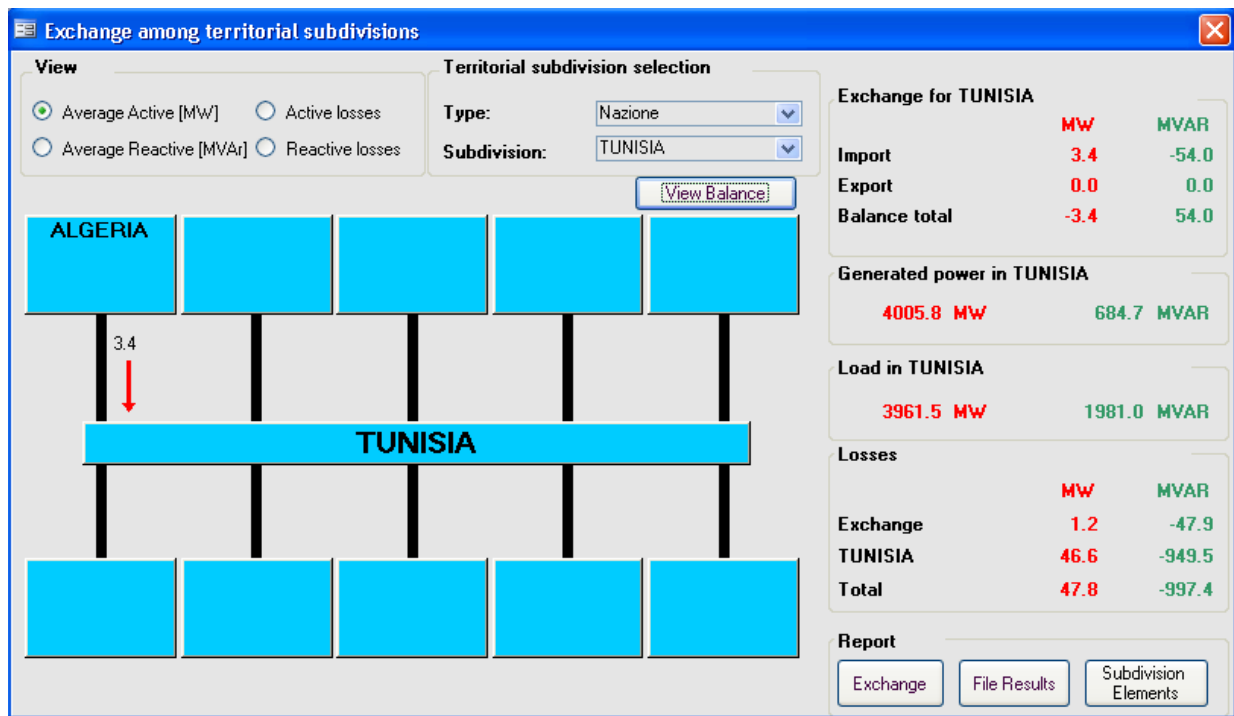 Exchange among territorial subdivisions
View
Average Active [MW]
Active losses
Average Reactive [MVAr]
Reactive losses
Territorial subdivision selection
Type:
Nazione
Subdivision:
TUNISIA
View Balance
ALGERIA
3.4
TUNISIA
Exchange for TUNISIA
MW MVAR
Import 3.4 -54.0
Export 0.0 0.0
Balance total -3.4 54.0
Generated power in TUNISIA
4005.8 MW 684.7 MVAR
Load in TUNISIA
3961.5 MW 1981.0 MVAR
Losses
MW MVAR
Exchange 1.2 -47.9
TUNISIA 46.6 -949.5
Total 47.8 -997.4
Report
Exchange
File Results
Subdivision
Elements